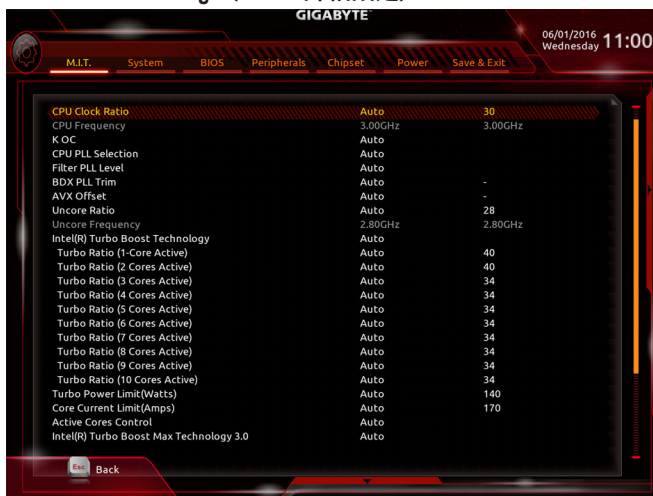 GIGABYTE™
06/01/2016 Wednesday 11:00
M.I.T. System BIOS Peripherals Chipset Power Save & Exit
CPU Clock Ratio Auto 30
CPU Frequency 3.00GHz 3.00GHz
K OC Auto
CPU PLL Selection Auto
Filter PLL Level Auto
BDX PLL Trim Auto -
AVX Offset Auto -
Uncore Ratio Auto 28
Uncore Frequency 2.80GHz 2.80GHz
Intel(R) Turbo Boost Technology Auto
Turbo Ratio (1-Core Active) Auto 40
Turbo Ratio (2 Cores Active) Auto 40
Turbo Ratio (3 Cores Active) Auto 34
Turbo Ratio (4 Cores Active) Auto 34
Turbo Ratio (5 Cores Active) Auto 34
Turbo Ratio (6 Cores Active) Auto 34
Turbo Ratio (7 Cores Active) Auto 34
Turbo Ratio (8 Cores Active) Auto 34
Turbo Ratio (9 Cores Active) Auto 34
Turbo Ratio (10 Cores Active) Auto 34
Turbo Power Limit(Watts) Auto 140
Core Current Limit(Amps) Auto 170
Active Cores Control Auto
Intel(R) Turbo Boost Max Technology 3.0 Auto
Esc Back